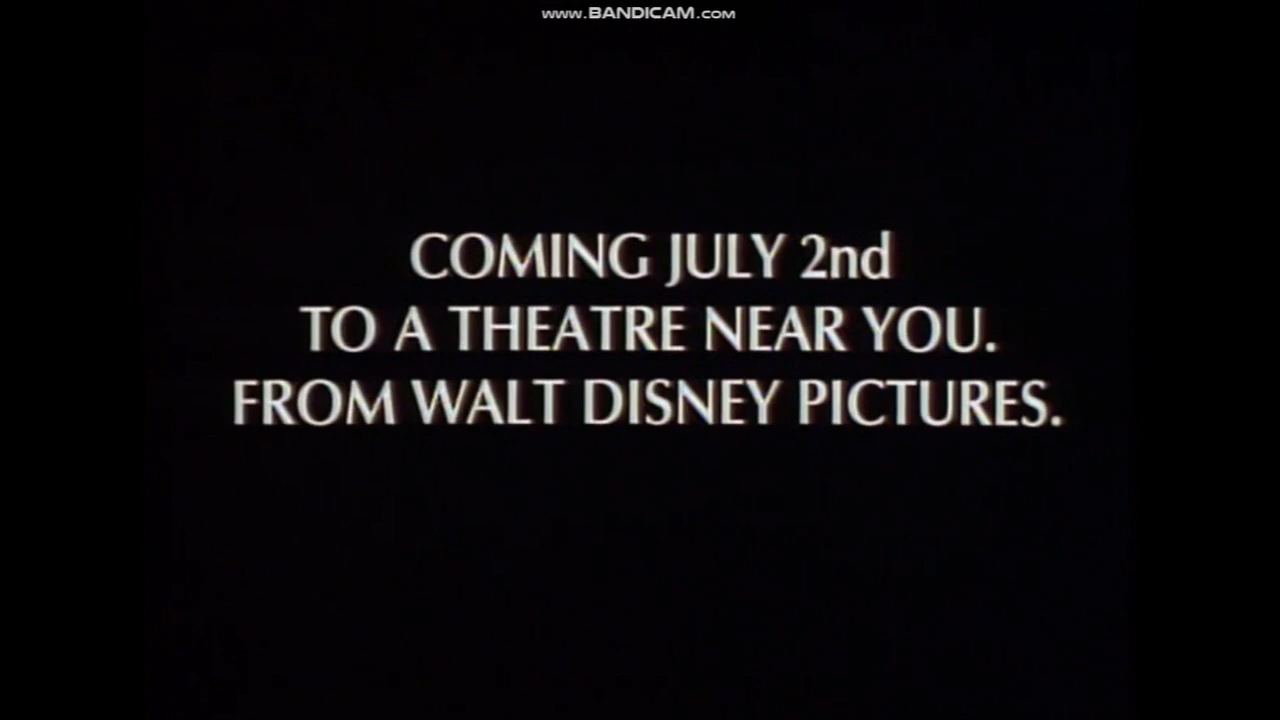 www.BANDICAM.com
COMING JULY 2nd
TO A THEATRE NEAR YOU.
FROM WALT DISNEY PICTURES.